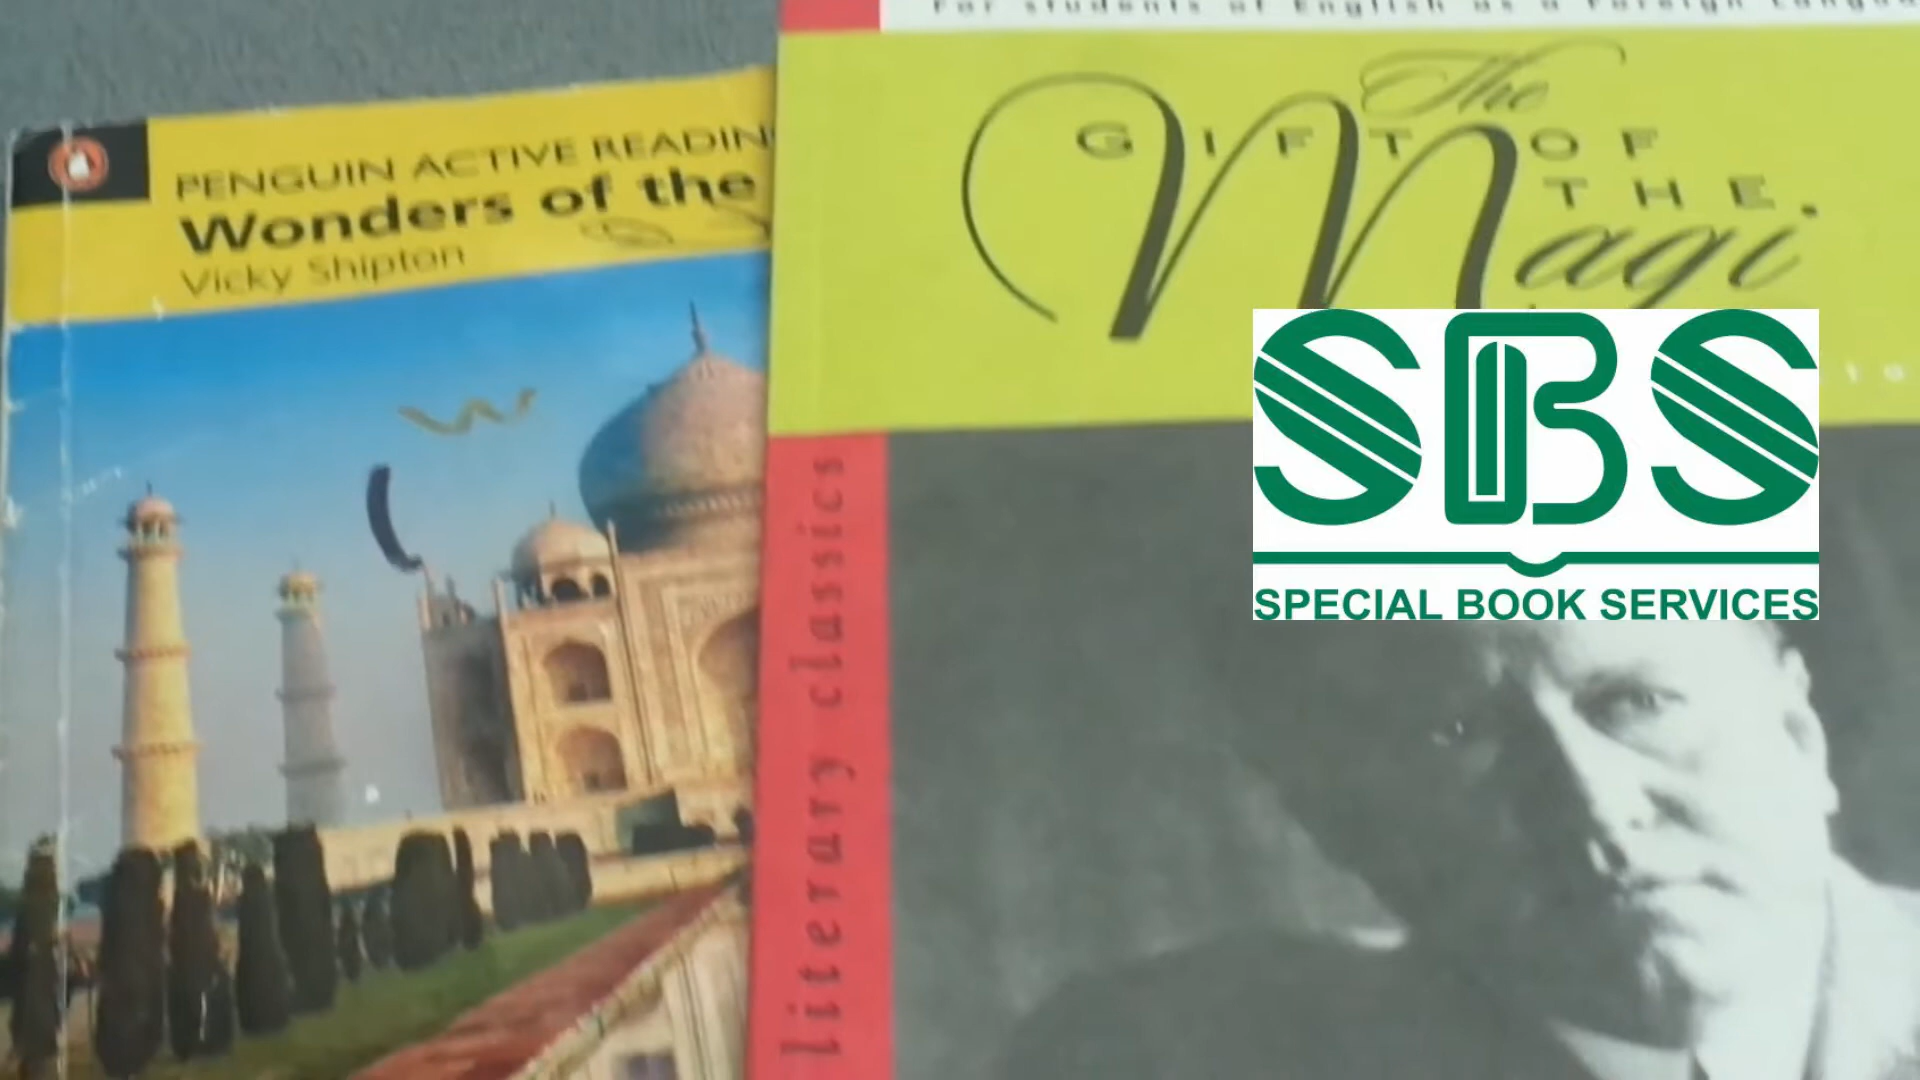 PENGUIN ACTIVE READIN
Wonders of the
Vicky Shipton
For students of English as a Foreign Langua
The
GIFT OF
THE
Magi
literary classics
SBS
SPECIAL BOOK SERVICES